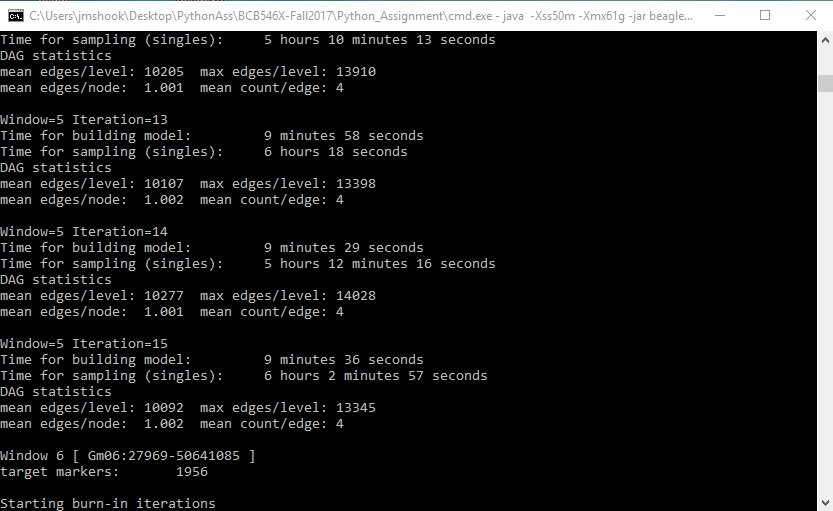 C:\Users\jmshook\Desktop\PythonAss\BCB546X-Fall2017\Python_Assignment\cmd.exe - java  -Xss50m -Xmx61g -jar beagle...
Time for sampling (singles):     5 hours 10 minutes 13 seconds
DAG statistics
mean edges/level: 10205  max edges/level: 13910
mean edges/node:  1.001  mean count/edge: 4
Window=5 Iteration=13
Time for building model:         9 minutes 58 seconds
Time for sampling (singles):     6 hours 18 seconds
DAG statistics
mean edges/level: 10107  max edges/level: 13398
mean edges/node:  1.002  mean count/edge: 4
Window=5 Iteration=14
Time for building model:         9 minutes 29 seconds
Time for sampling (singles):     5 hours 12 minutes 16 seconds
DAG statistics
mean edges/level: 10277  max edges/level: 14028
mean edges/node:  1.001  mean count/edge: 4
Window=5 Iteration=15
Time for building model:         9 minutes 36 seconds
Time for sampling (singles):     6 hours 2 minutes 57 seconds
DAG statistics
mean edges/level: 10092  max edges/level: 13345
mean edges/node:  1.002  mean count/edge: 4
Window 6 [ Gm06:27969-50641085 ]
target markers:       1956
Starting burn-in iterations